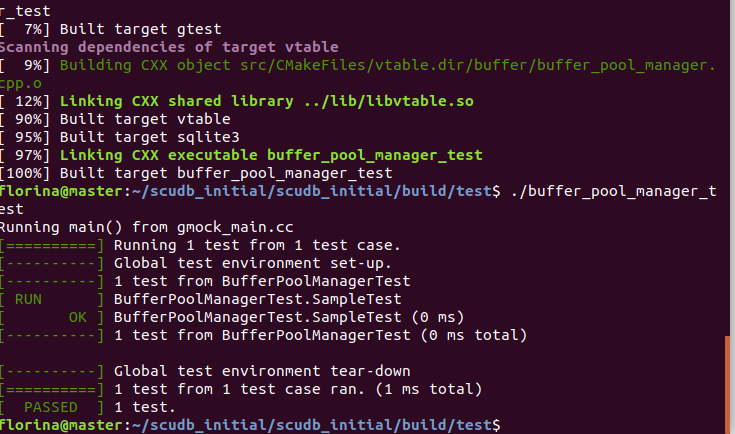 r_test
[  7%] Built target gtest
Scanning dependencies of target vtable
[  9%] Building CXX object src/CMakeFiles/vtable.dir/buffer/buffer_pool_manager.
cpp.o
[ 12%] Linking CXX shared library ../lib/libvtable.so
[ 90%] Built target vtable
[ 95%] Built target sqlite3
[ 97%] Linking CXX executable buffer_pool_manager_test
[100%] Built target buffer_pool_manager_test
florina@master:~/scudb_initial/scudb_initial/build/test$ ./buffer_pool_manager_t
est
Running main() from gmock_main.cc
[==========] Running 1 test from 1 test case.
[----------] Global test environment set-up.
[----------] 1 test from BufferPoolManagerTest
[ RUN      ] BufferPoolManagerTest.SampleTest
[       OK ] BufferPoolManagerTest.SampleTest (0 ms)
[----------] 1 test from BufferPoolManagerTest (0 ms total)

[----------] Global test environment tear-down
[==========] 1 test from 1 test case ran. (1 ms total)
[  PASSED  ] 1 test.
florina@master:~/scudb_initial/scudb_initial/build/test$